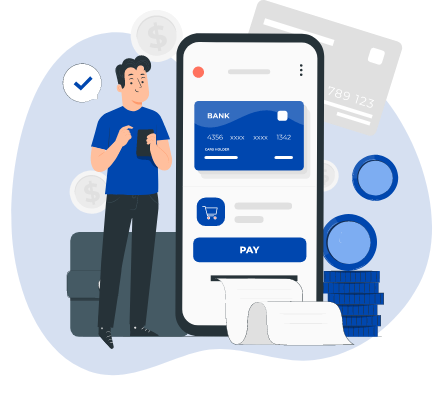 789 123
BANK
4356 xxxx xxxx 1342
CARD HOLDER
PAY
$
$